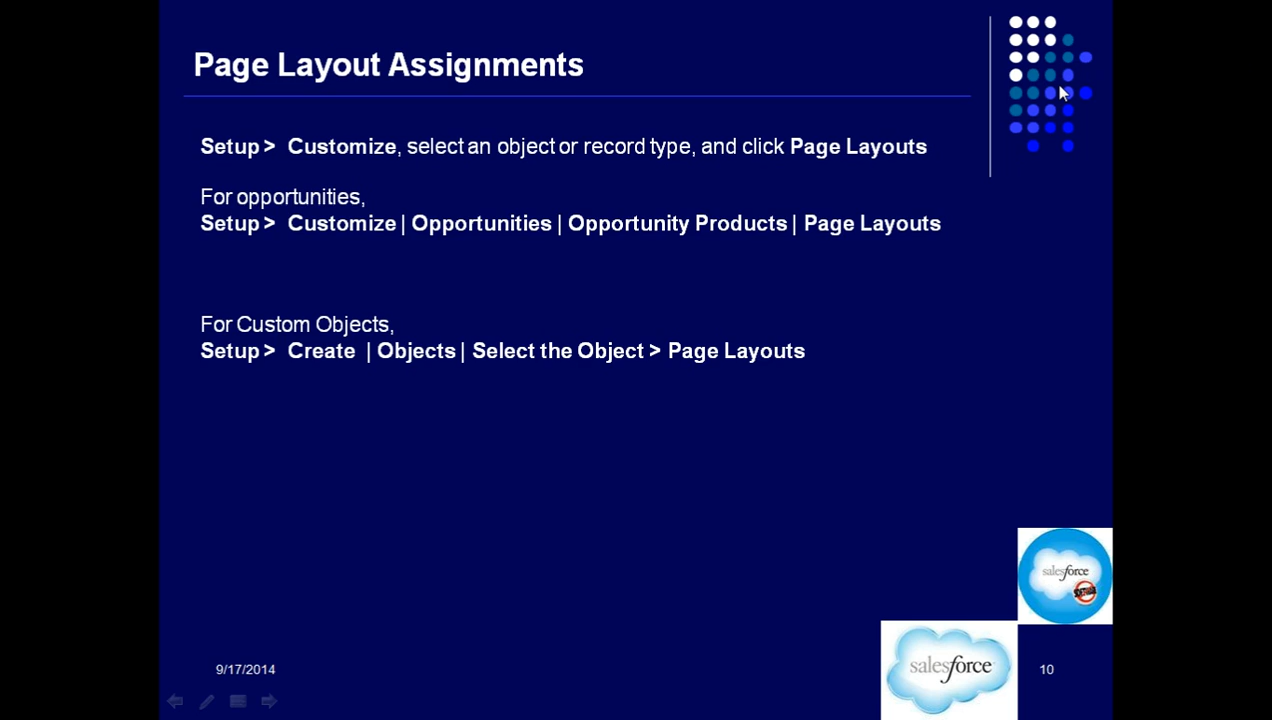 Page Layout Assignments
Setup > Customize, select an object or record type, and click Page Layouts
For opportunities,
Setup > Customize | Opportunities | Opportunity Products | Page Layouts
For Custom Objects,
Setup > Create | Objects | Select the Object > Page Layouts
salesforce
SOFTWARE
salesforce
9/17/2014
10